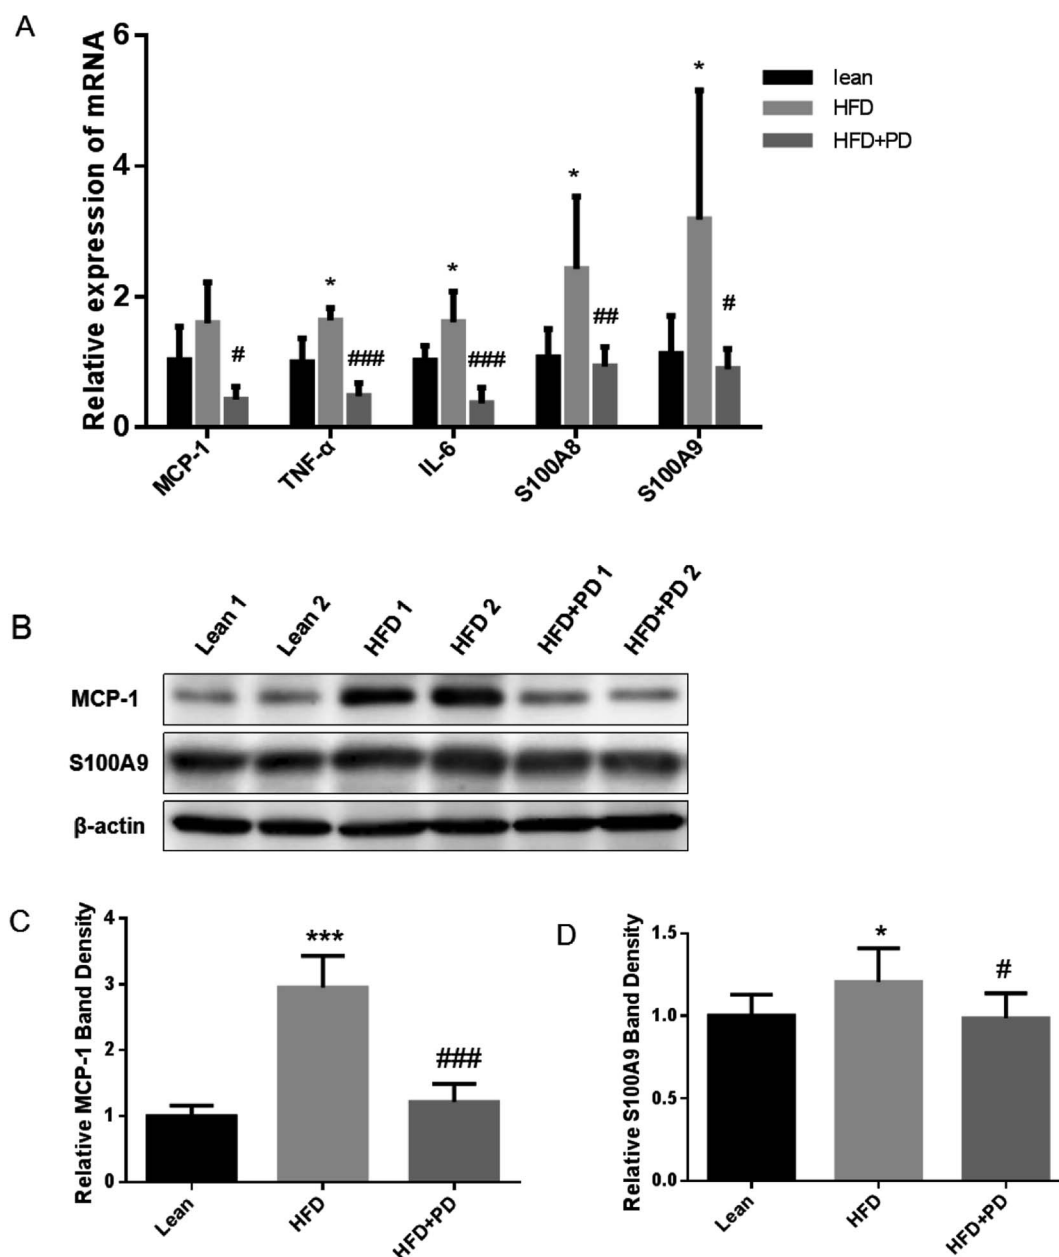 A
Relative expression of mRNA
6
4
2
0
lean
HFD
HFD+PD
*
*
*
*
#
###
###
##
#
MCP-1
TNF-α
IL-6
S100A8
S100A9
B
Lean 1
Lean 2
HFD 1
HFD 2
HFD+PD 1
HFD+PD 2
MCP-1
S100A9
β-actin
C
Relative MCP-1 Band Density
4
3
2
1
0
***
###
Lean
HFD
HFD+PD
D
Relative S100A9 Band Density
1.5
1.0
0.5
0.0
*
#
Lean
HFD
HFD+PD